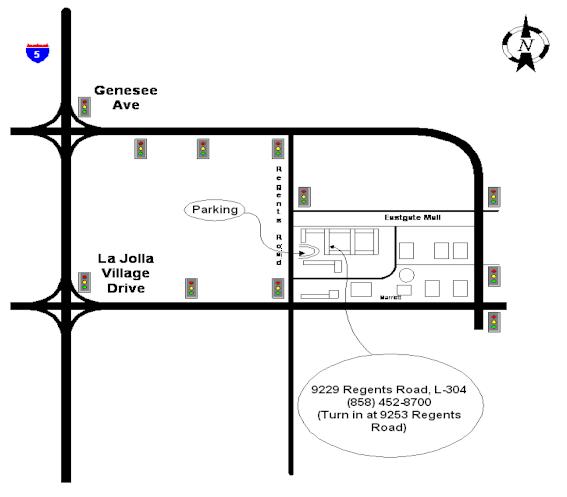 5
N
Genesee
Ave
Regents Road
Parking
Eastgate Mall
La Jolla
Village
Drive
Marriott
9229 Regents Road, L-304
(858) 452-8700
(Turn in at 9253 Regents
Road)